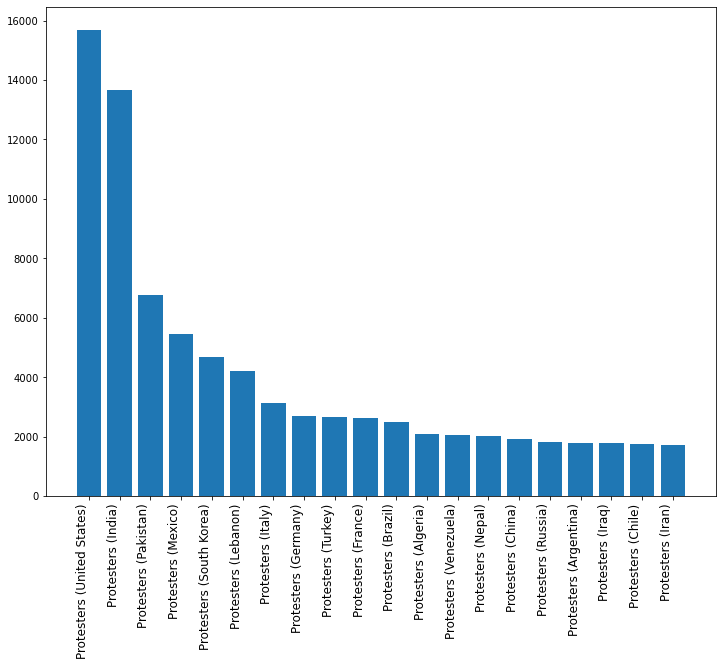 16000
14000
12000
10000
8000
6000
4000
2000
0
Protesters (United States)
Protesters (India)
Protesters (Pakistan)
Protesters (Mexico)
Protesters (South Korea)
Protesters (Lebanon)
Protesters (Italy)
Protesters (Germany)
Protesters (Turkey)
Protesters (France)
Protesters (Brazil)
Protesters (Algeria)
Protesters (Venezuela)
Protesters (Nepal)
Protesters (China)
Protesters (Russia)
Protesters (Argentina)
Protesters (Iraq)
Protesters (Chile)
Protesters (Iran)